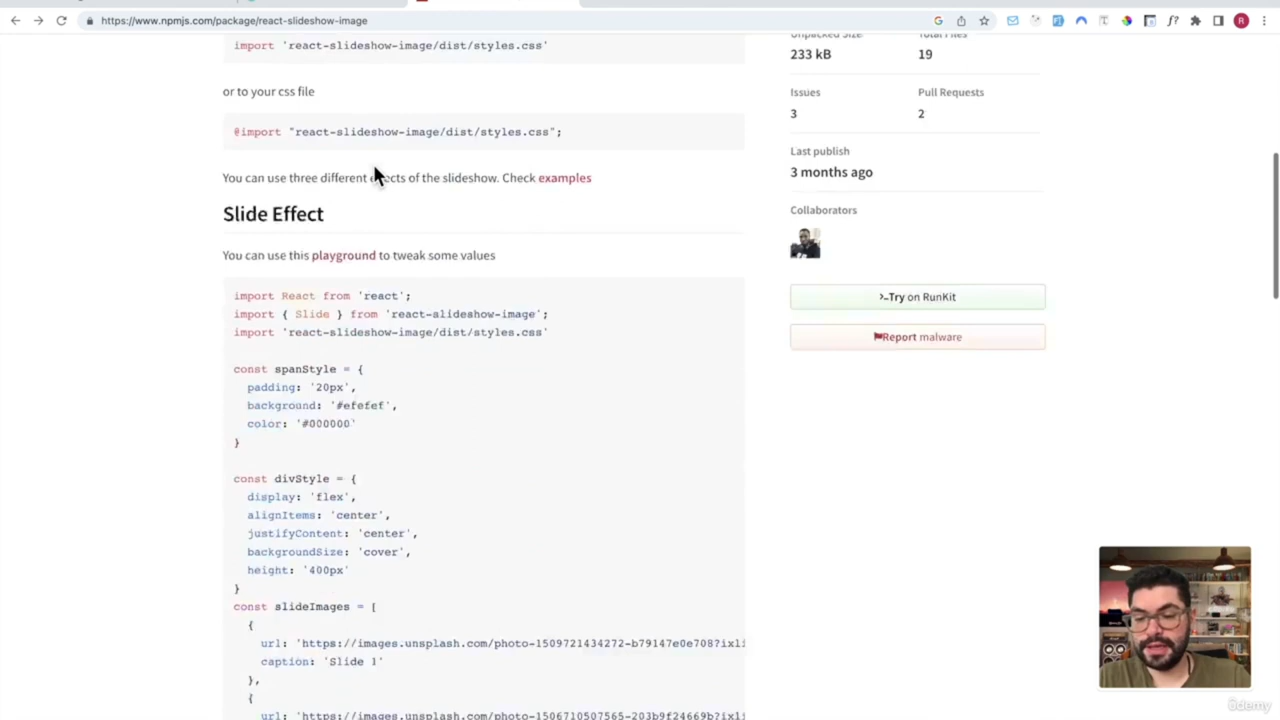 https://www.npmjs.com/package/react-slideshow-image
import 'react-slideshow-image/dist/styles.css'
or to your css file
@import "react-slideshow-image/dist/styles.css";
You can use three different effects of the slideshow. Check examples
Slide Effect
You can use this playground to tweak some values
import React from 'react';
import { Slide } from 'react-slideshow-image';
import 'react-slideshow-image/dist/styles.css'
const spanStyle = {
padding: '20px',
background: '#efefef',
color: '#000000'
}
const divStyle = {
display: 'flex',
alignItems: 'center',
justifyContent: 'center',
backgroundSize: 'cover',
height: '400px'
}
const slideImages = [
{
url: 'https://images.unsplash.com/photo-1509721434272-b79147e0e708?ixli
caption: 'Slide 1'
},
{
url: 'https://images.unsplash.com/photo-1506710507565-203b9f24669b?ixli
Unpacked Size
Total Files
233 kB
19
Issues
Pull Requests
3
2
Last publish
3 months ago
Collaborators
>_Try on RunKit
Report malware
ûdemy